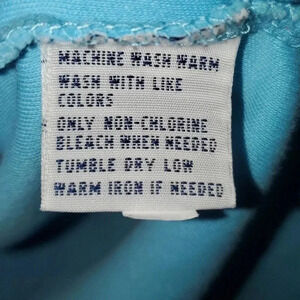 MACHINE WASH WARM
WASH WITH LIKE
COLORS
ONLY NON-CHLORINE
BLEACH WHEN NEEDED
TUMBLE DRY LOW
WARM IRON IF NEEDED